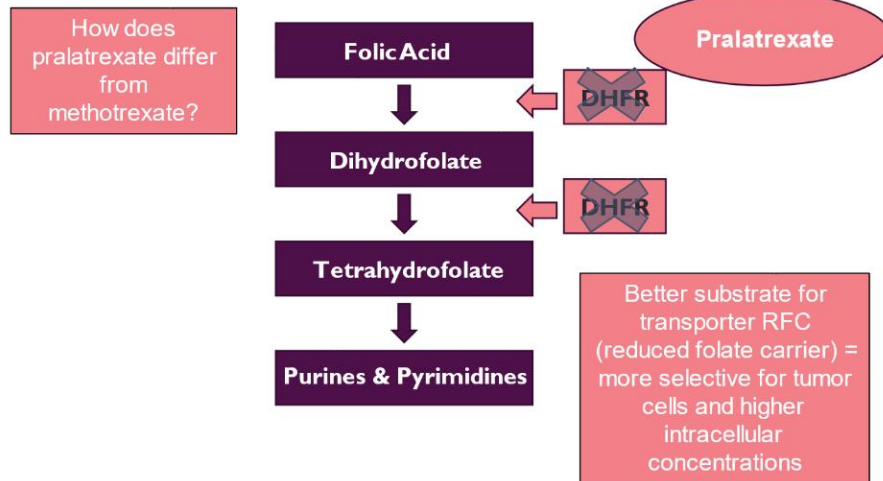 How does
pralatrexate differ
from
methotrexate?
Folic Acid
Pralatrexate
DHFR
Dihydrofolate
DHFR
Tetrahydrofolate
Purines & Pyrimidines
Better substrate for
transporter RFC
(reduced folate carrier) =
more selective for tumor
cells and higher
intracellular
concentrations